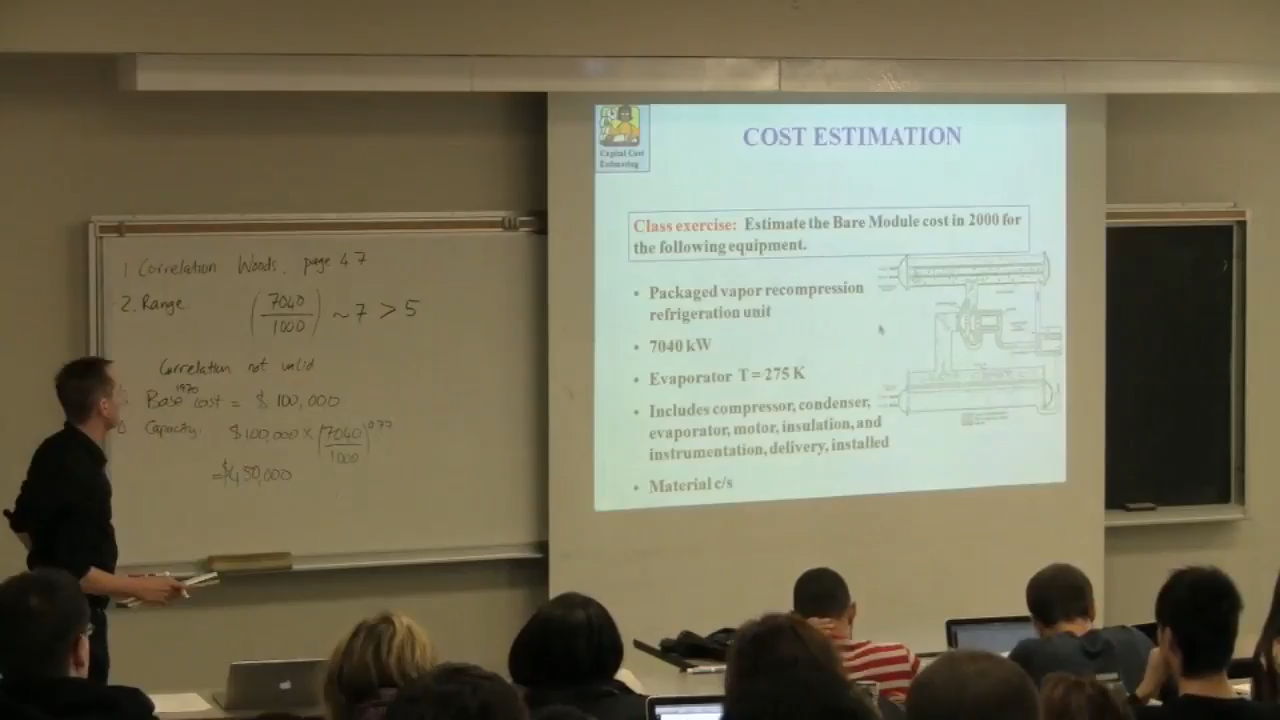 1 Correlation Woods, page 47
2. Range (7040/1000) ~ 7 > 5
Correlation not valid
Base 1970 cost = $ 100,000
Capacity: $100,000 × (7040/1000)^0.77
= $450,000
Capital Cost
Estimating
COST ESTIMATION
Class exercise: Estimate the Bare Module cost in 2000 for
the following equipment.
• Packaged vapor recompression
refrigeration unit
• 7040 kW
• Evaporator T = 275 K
• Includes compressor, condenser,
evaporator, motor, insulation, and
instrumentation, delivery, installed
• Material c/s